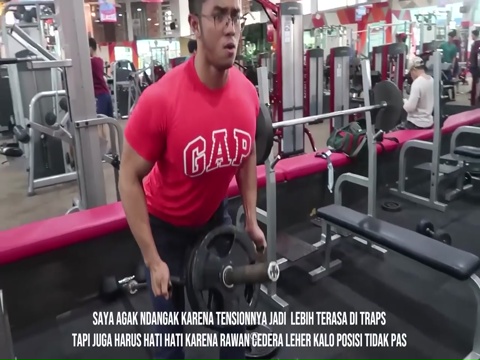 GAP
SAYA AGAK NDANGAK KARENA TENSIONNYA JADI LEBIH TERASA DI TRAPS
TAPI JUGA HARUS HATI HATI KARENA RAWAN CEDERA LEHER KALO POSISI TIDAK PAS